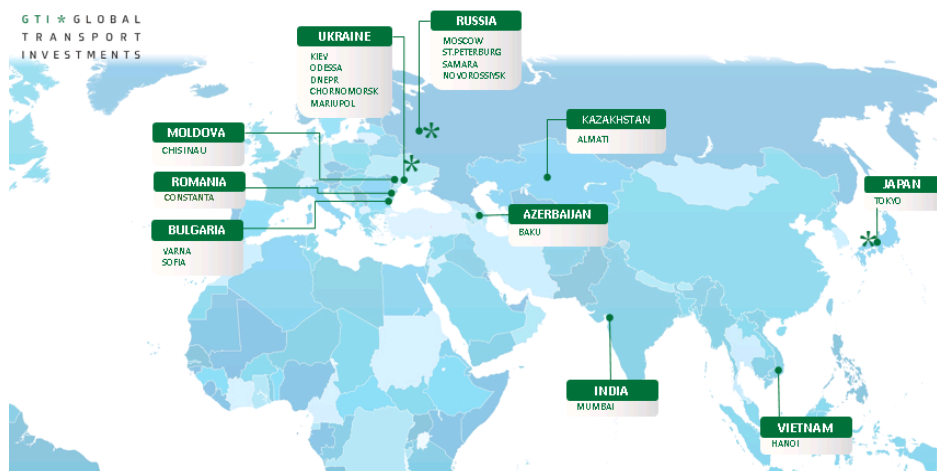 GTI * GLOBAL
TRANSPORT
INVESTMENTS
UKRAINE
KIEV
ODESSA
DNEPR
CHORNOMORSK
MARIUPOL
RUSSIA
MOSCOW
ST.PETERBURG
SAMARA
NOVOROSSIYSK
MOLDOVA
CHISINAU
ROMANIA
CONSTANTA
BULGARIA
VARNA
SOFIA
KAZAKHSTAN
ALMATI
AZERBAIJAN
BAKU
JAPAN
TOKYO
INDIA
MUMBAI
VIETNAM
HANOI